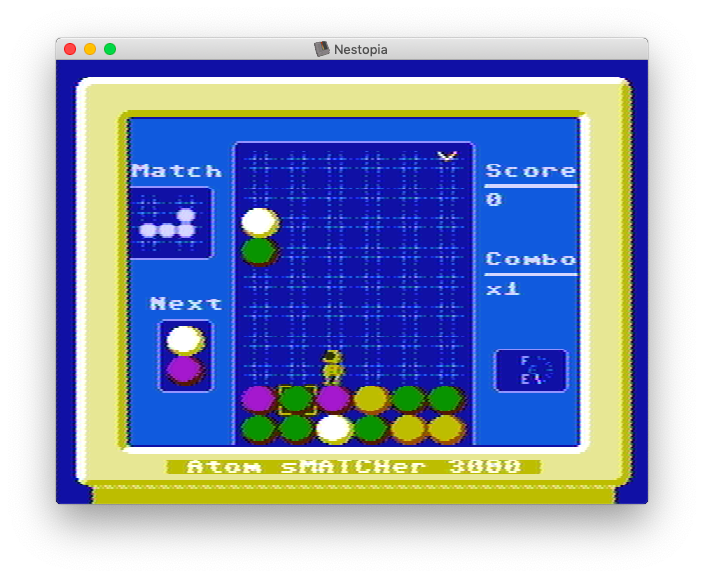 Nestopia
Match
Score
0
Combo
x1
Next
F
E
Atom sMATCHer 3000